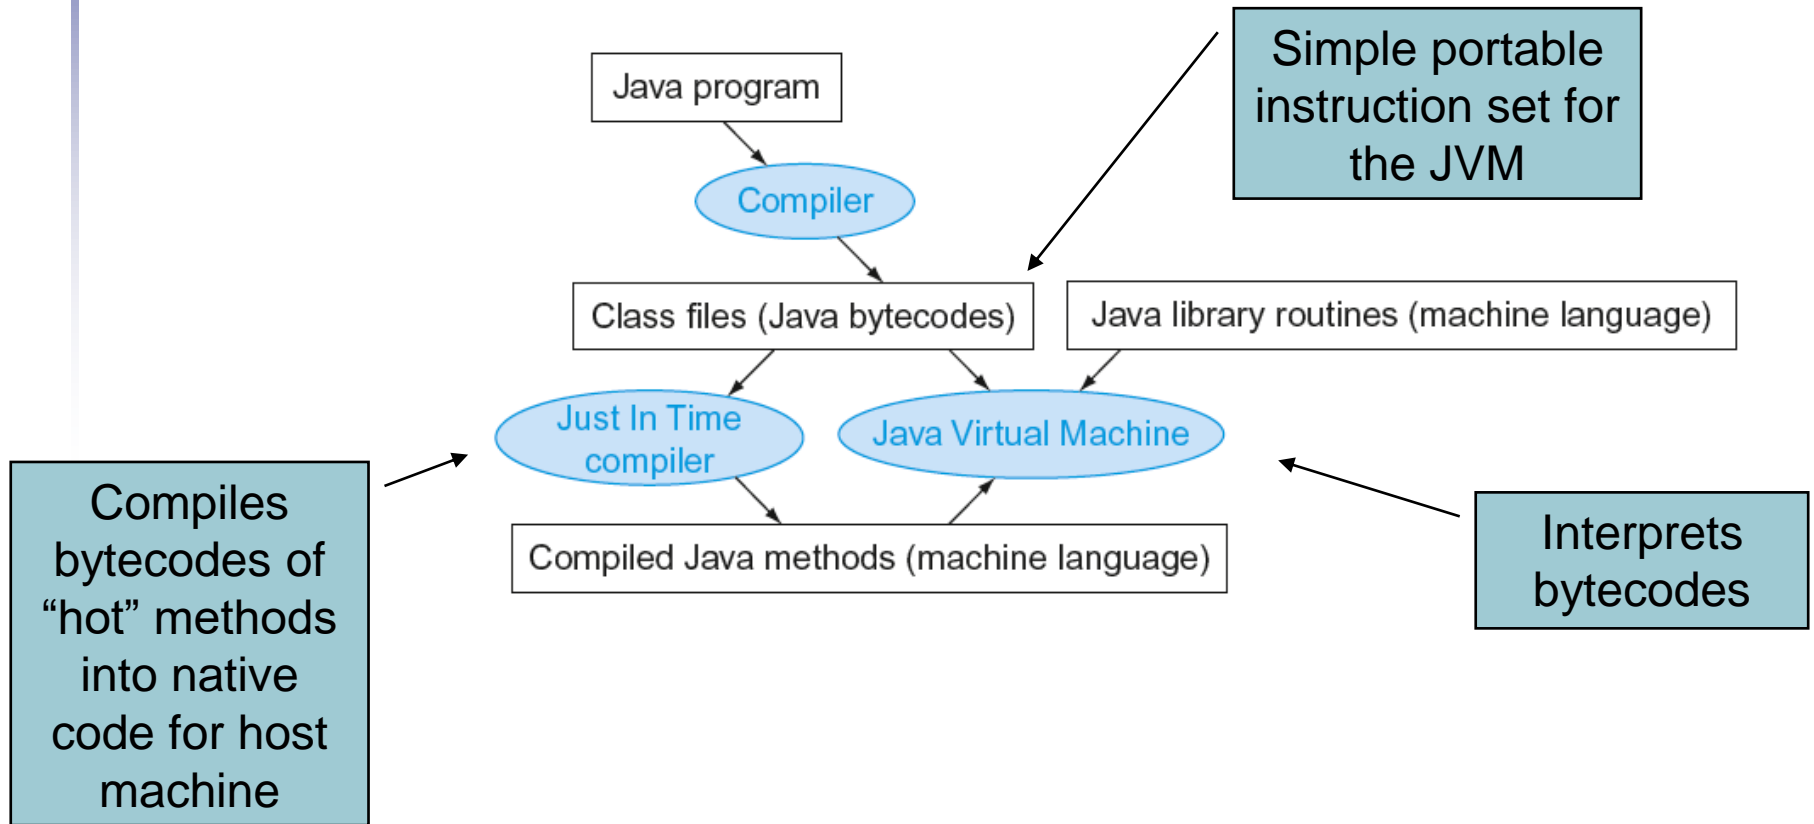 Simple portable
instruction set for
the JVM
Java program
Compiler
Class files (Java bytecodes)
Java library routines (machine language)
Just In Time
compiler
Java Virtual Machine
Compiles
bytecodes of
“hot” methods
into native
code for host
machine
Compiled Java methods (machine language)
Interprets
bytecodes